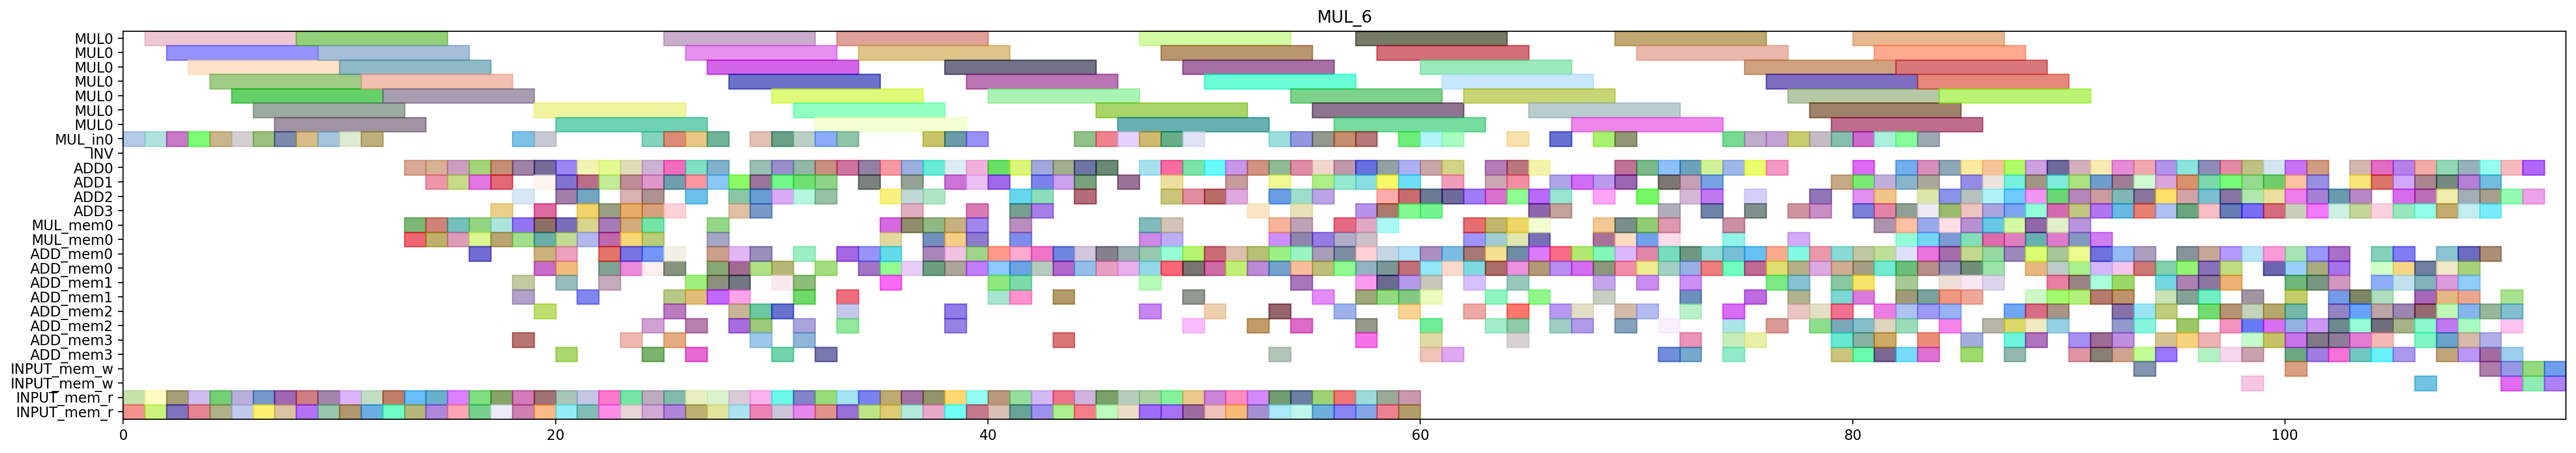 MUL_6
MUL0
MUL0
MUL0
MUL0
MUL0
MUL0
MUL0
MUL_in0
INV
ADD0
ADD1
ADD2
ADD3
MUL_mem0
MUL_mem0
ADD_mem0
ADD_mem0
ADD_mem1
ADD_mem1
ADD_mem2
ADD_mem2
ADD_mem3
ADD_mem3
INPUT_mem_w
INPUT_mem_w
INPUT_mem_r
INPUT_mem_r
0 20 40 60 80 100